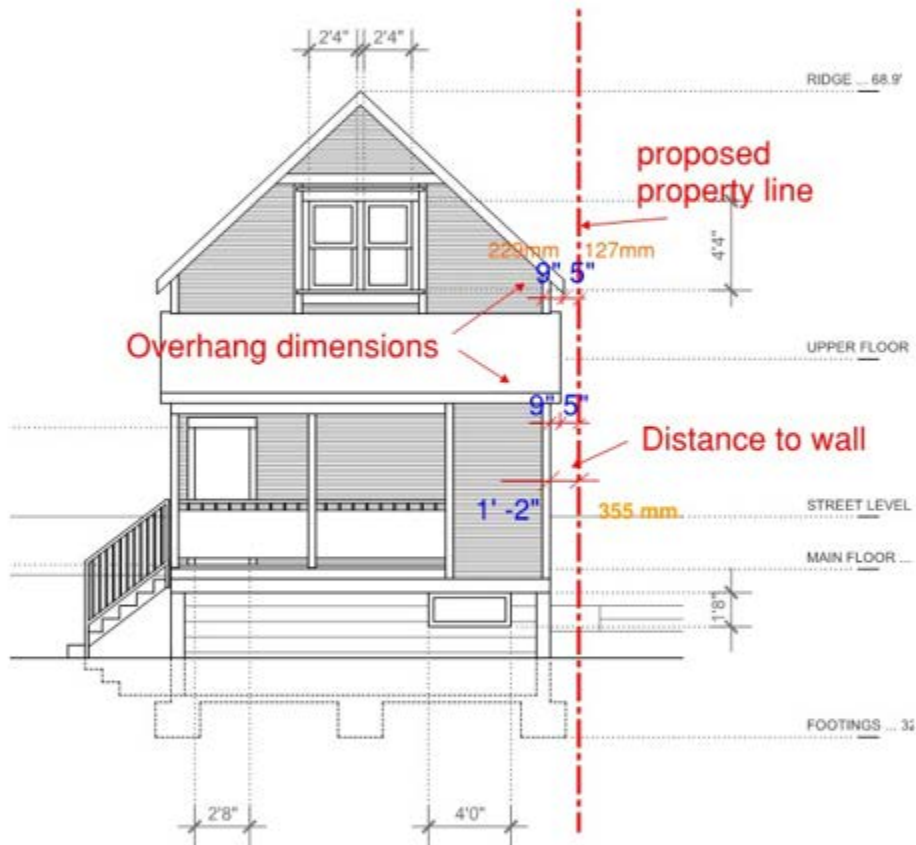 2'4" 2'4"
RIDGE ... 68.9'
proposed
property line
229mm 127mm
4'4"
9" 5"
Overhang dimensions
UPPER FLOOR
9" 5"
Distance to wall
1' -2"
355 mm
STREET LEVEL
MAIN FLOOR ...
1'8"
FOOTINGS ... 32
2'8"
4'0"